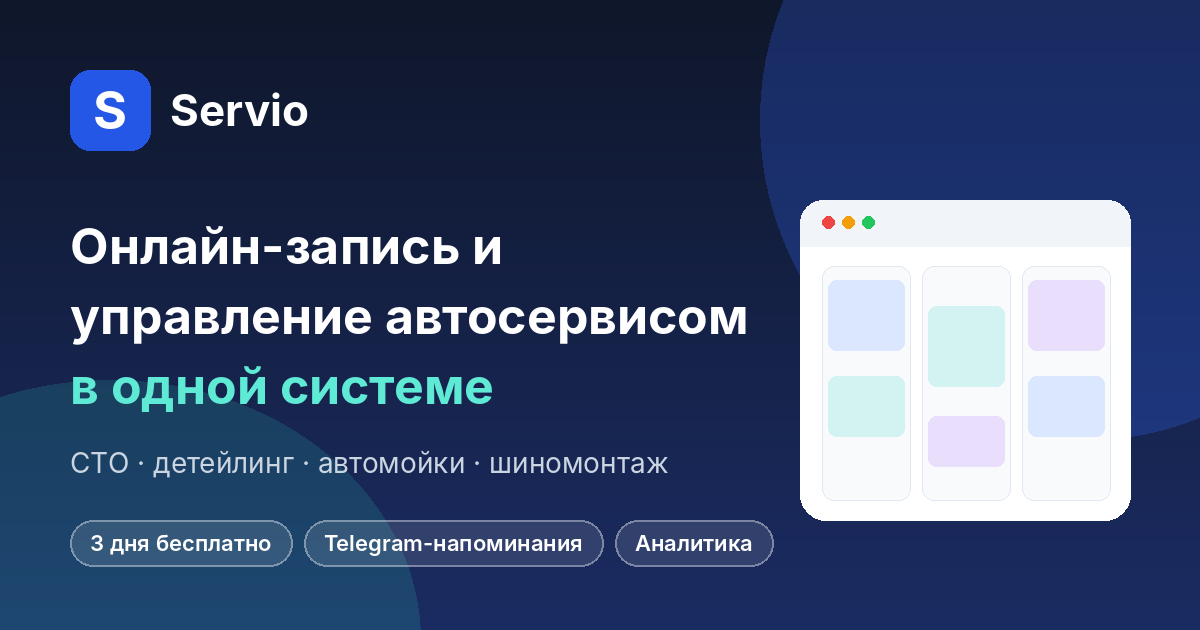 S
Servio
Онлайн-запись и
управление автосервисом
в одной системе
СТО · детейлинг · автомойки · шиномонтаж
3 дня бесплатно
Telegram-напоминания
Аналитика